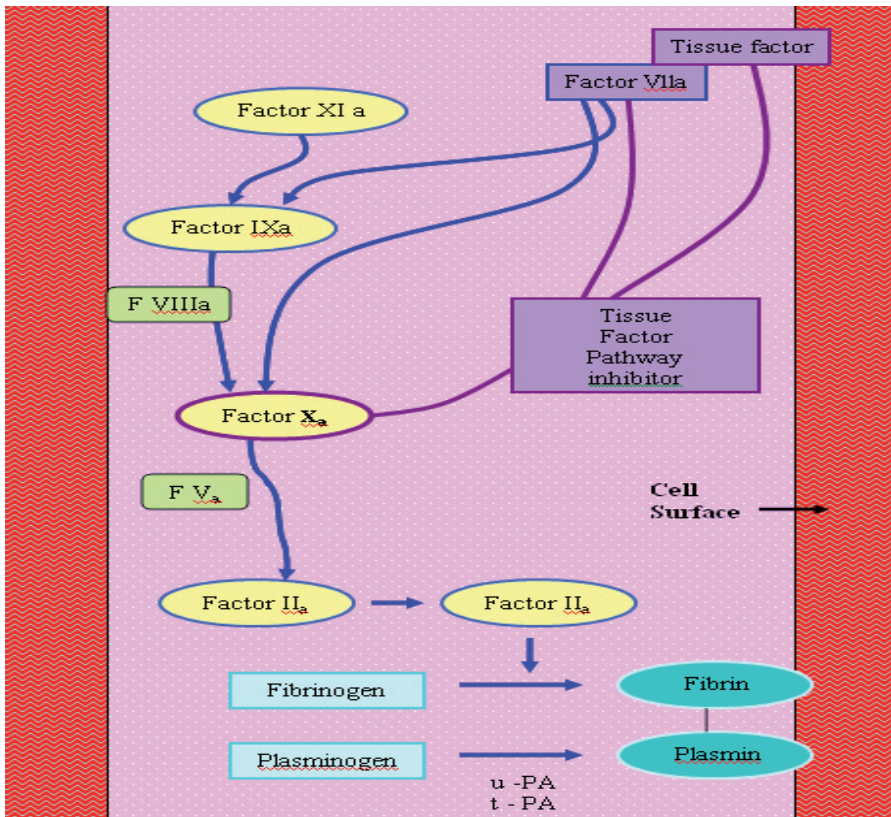 Tissue factor
Factor VIIa
Factor XI a
Factor IXa
F VIIIa
Tissue
Factor
Pathway
inhibitor
Factor Xa
F Va
Cell
Surface
Factor IIa
Factor IIa
Fibrinogen
Fibrin
Plasminogen
Plasmin
u -PA
t - PA